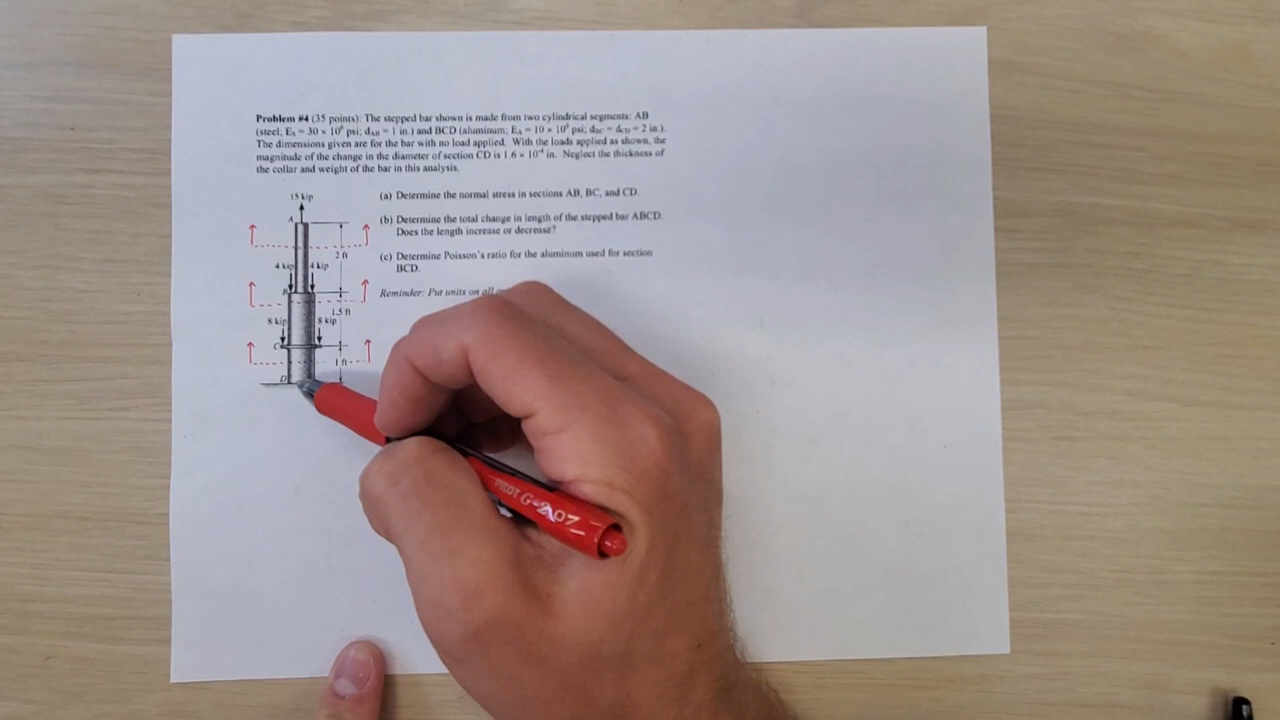 Problem #4 (35 points): The stepped bar shown is made from two cylindrical segments: AB
(steel; E_S = 30 × 10⁶ psi; d_AB = 1 in.) and BCD (aluminum; E_A = 10 × 10⁶ psi; d_BC = d_CD = 2 in.).
The dimensions given are for the bar with no load applied. With the loads applied as shown, the
magnitude of the change in the diameter of section CD is 1.6 × 10⁻⁴ in. Neglect the thickness of
the collar and weight of the bar in this analysis.
15 kip
A
2 ft
4 kip 4 kip
B
1.5 ft
8 kip 8 kip
C
1 ft
D
(a) Determine the normal stress in sections AB, BC, and CD.
(b) Determine the total change in length of the stepped bar ABCD.
Does the length increase or decrease?
(c) Determine Poisson's ratio for the aluminum used for section
BCD.
Reminder: Put units on all
PILOT G-2 07